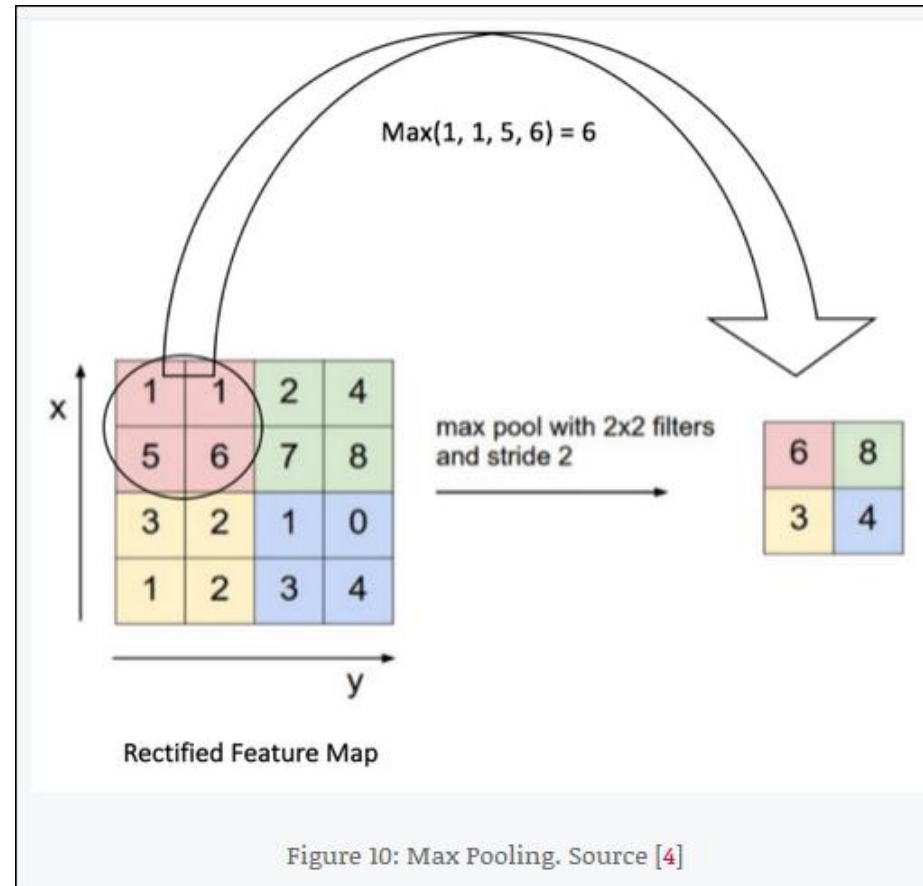 Max(1, 1, 5, 6) = 6
x
1 1 2 4
5 6 7 8
3 2 1 0
1 2 3 4
max pool with 2x2 filters
and stride 2
6 8
3 4
y
Rectified Feature Map
Figure 10: Max Pooling. Source [4]